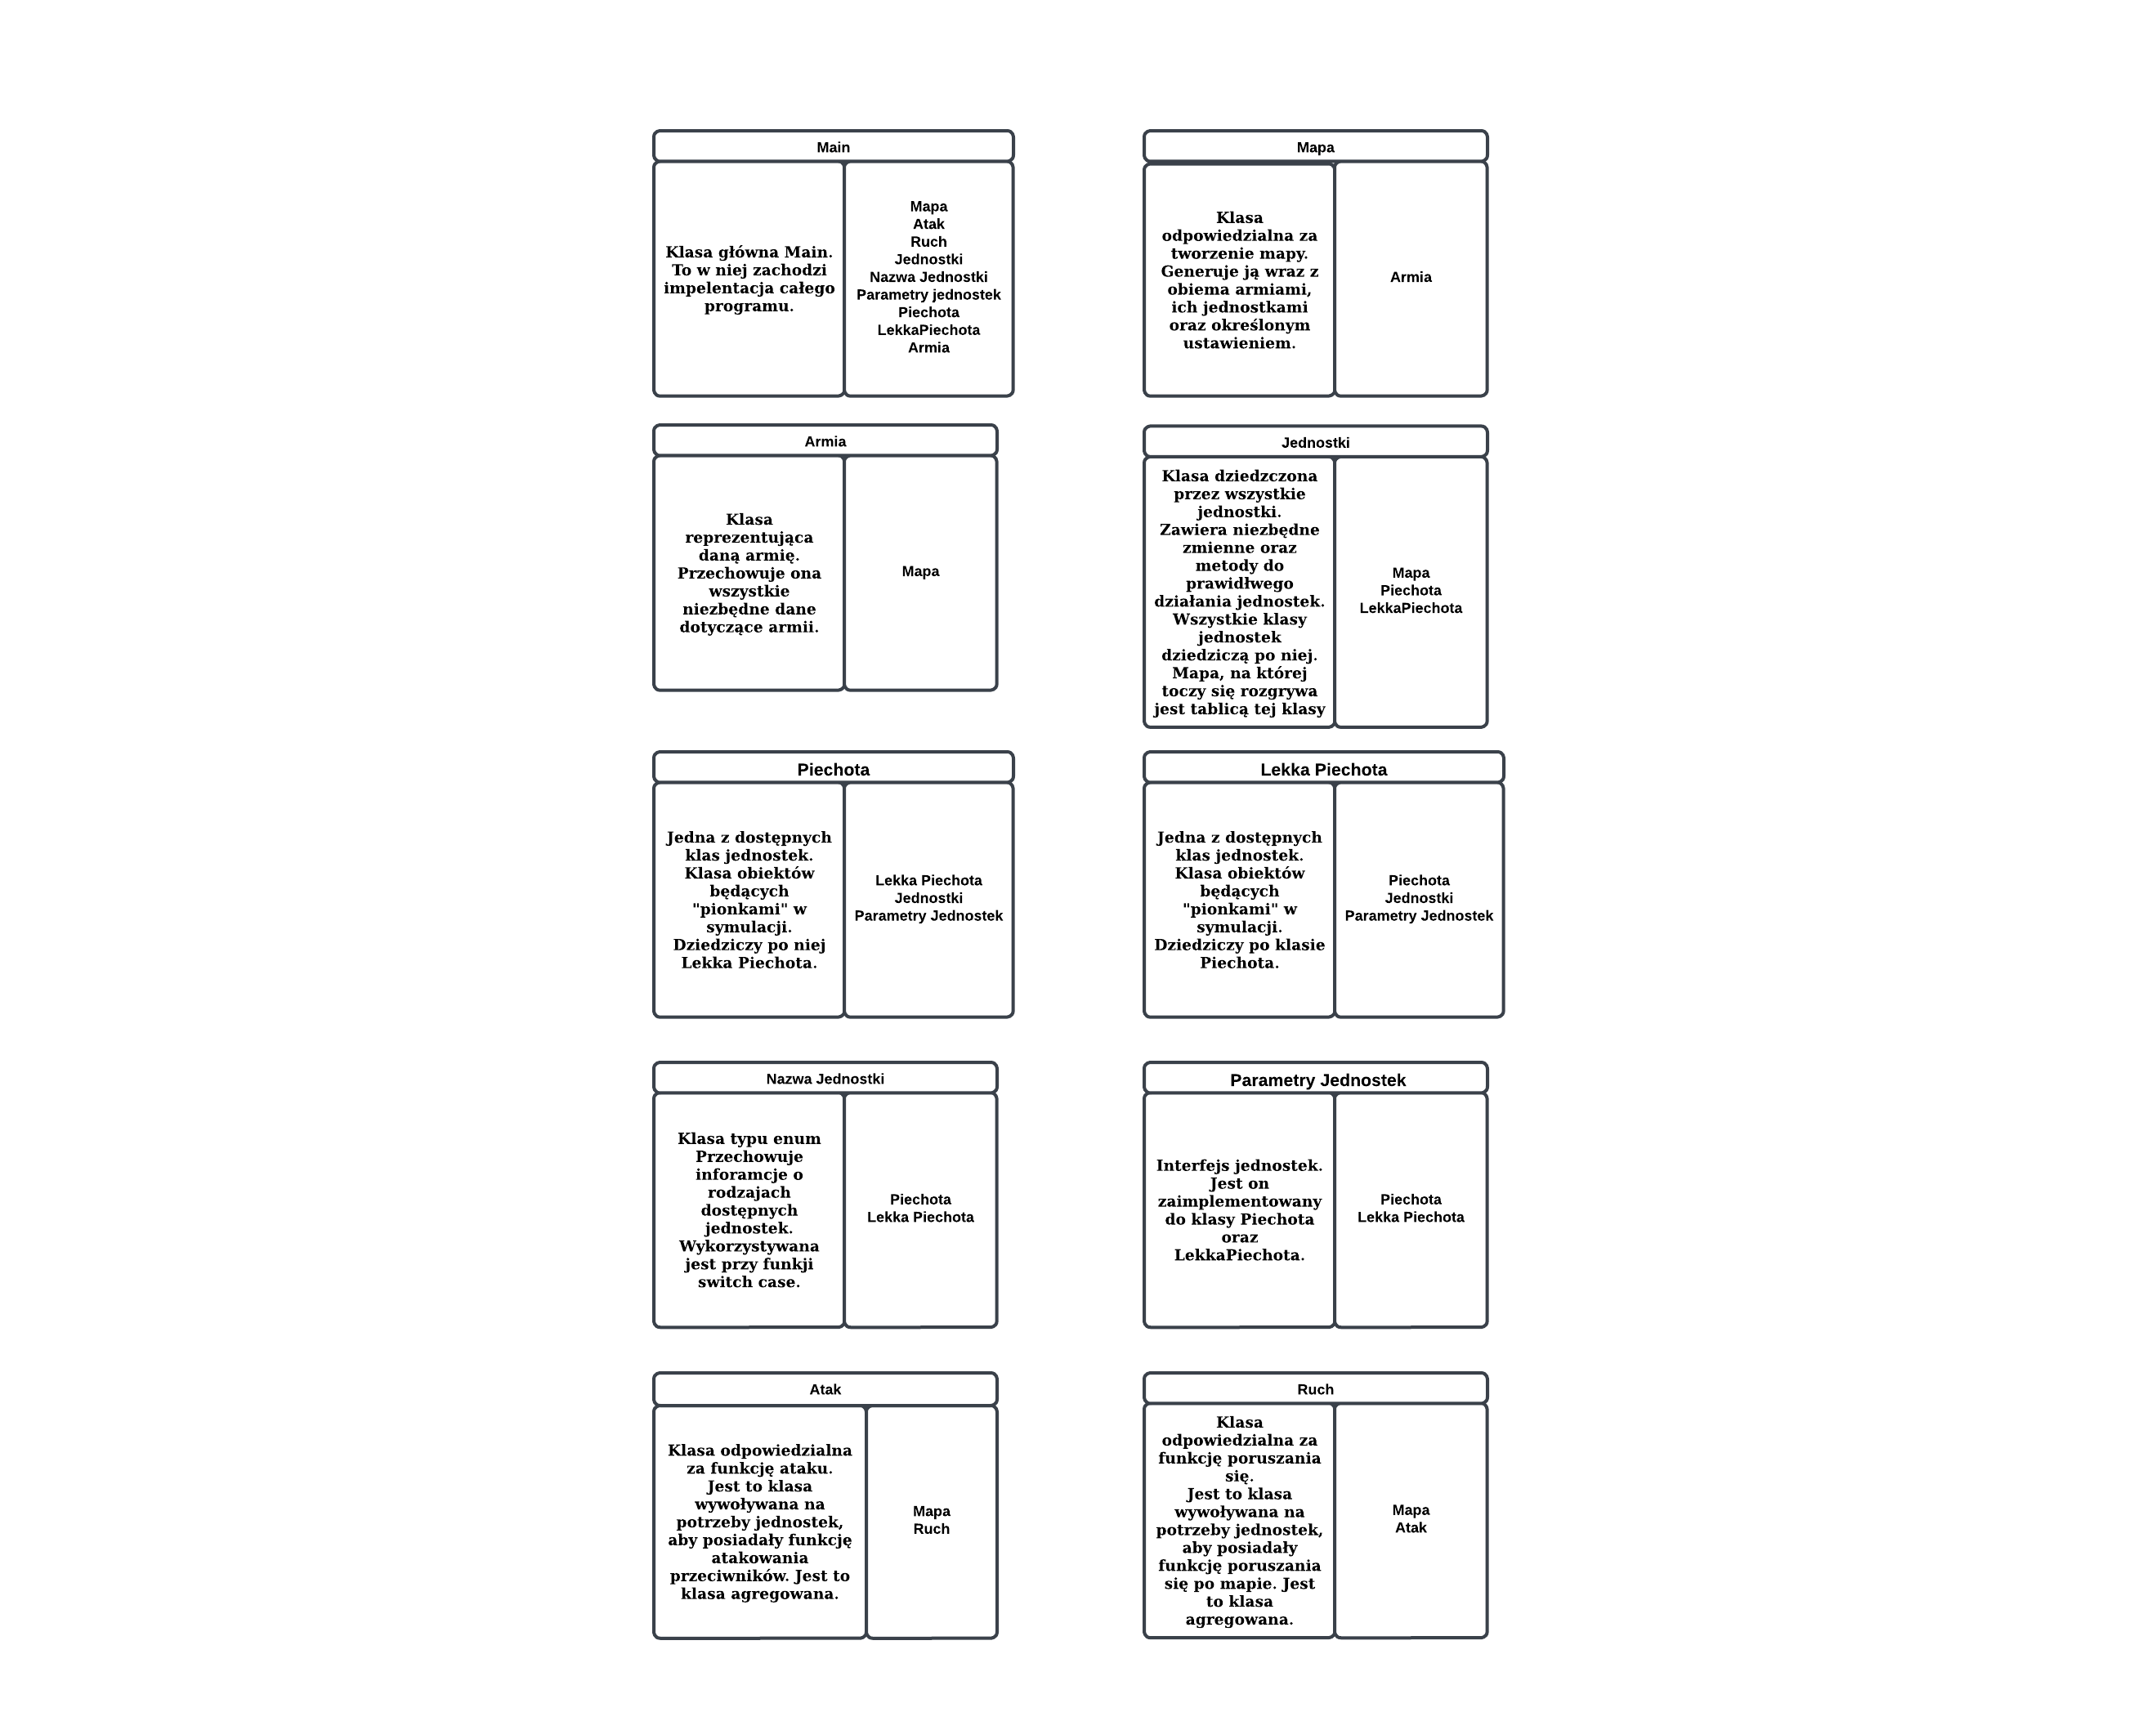 Main
Klasa główna Main.
To w niej zachodzi
impelentacja całego
programu.
Mapa
Atak
Ruch
Jednostki
Nazwa Jednostki
Parametry jednostek
Piechota
LekkaPiechota
Armia
Mapa
Klasa
odpowiedzialna za
tworzenie mapy.
Generuje ją wraz z
obiema armiami,
ich jednostkami
oraz określonym
ustawieniem.
Armia
Armia
Klasa
reprezentująca
daną armię.
Przechowuje ona
wszystkie
niezbędne dane
dotyczące armii.
Mapa
Jednostki
Klasa dziedzczona
przez wszystkie
jednostki.
Zawiera niezbędne
zmienne oraz
metody do
prawidłwego
działania jednostek.
Wszystkie klasy
jednostek
dziedziczą po niej.
Mapa, na której
toczy się rozgrywa
jest tablicą tej klasy
Mapa
Piechota
LekkaPiechota
Piechota
Jedna z dostępnych
klas jednostek.
Klasa obiektów
będących
"pionkami" w
symulacji.
Dziedziczy po niej
Lekka Piechota.
Lekka Piechota
Jednostki
Parametry Jednostek
Lekka Piechota
Jedna z dostępnych
klas jednostek.
Klasa obiektów
będących
"pionkami" w
symulacji.
Dziedziczy po klasie
Piechota.
Piechota
Jednostki
Parametry Jednostek
Nazwa Jednostki
Klasa typu enum
Przechowuje
inforamcje o
rodzajach
dostępnych
jednostek.
Wykorzystywana
jest przy funkji
switch case.
Piechota
Lekka Piechota
Parametry Jednostek
Interfejs jednostek.
Jest on
zaimplementowany
do klasy Piechota
oraz
LekkaPiechota.
Piechota
Lekka Piechota
Atak
Klasa odpowiedzialna
za funkcję ataku.
Jest to klasa
wywoływana na
potrzeby jednostek,
aby posiadały funkcję
atakowania
przeciwników. Jest to
klasa agregowana.
Mapa
Ruch
Ruch
Klasa
odpowiedzialna za
funkcję poruszania
się.
Jest to klasa
wywoływana na
potrzeby jednostek,
aby posiadały
funkcję poruszania
się po mapie. Jest
to klasa
agregowana.
Mapa
Atak